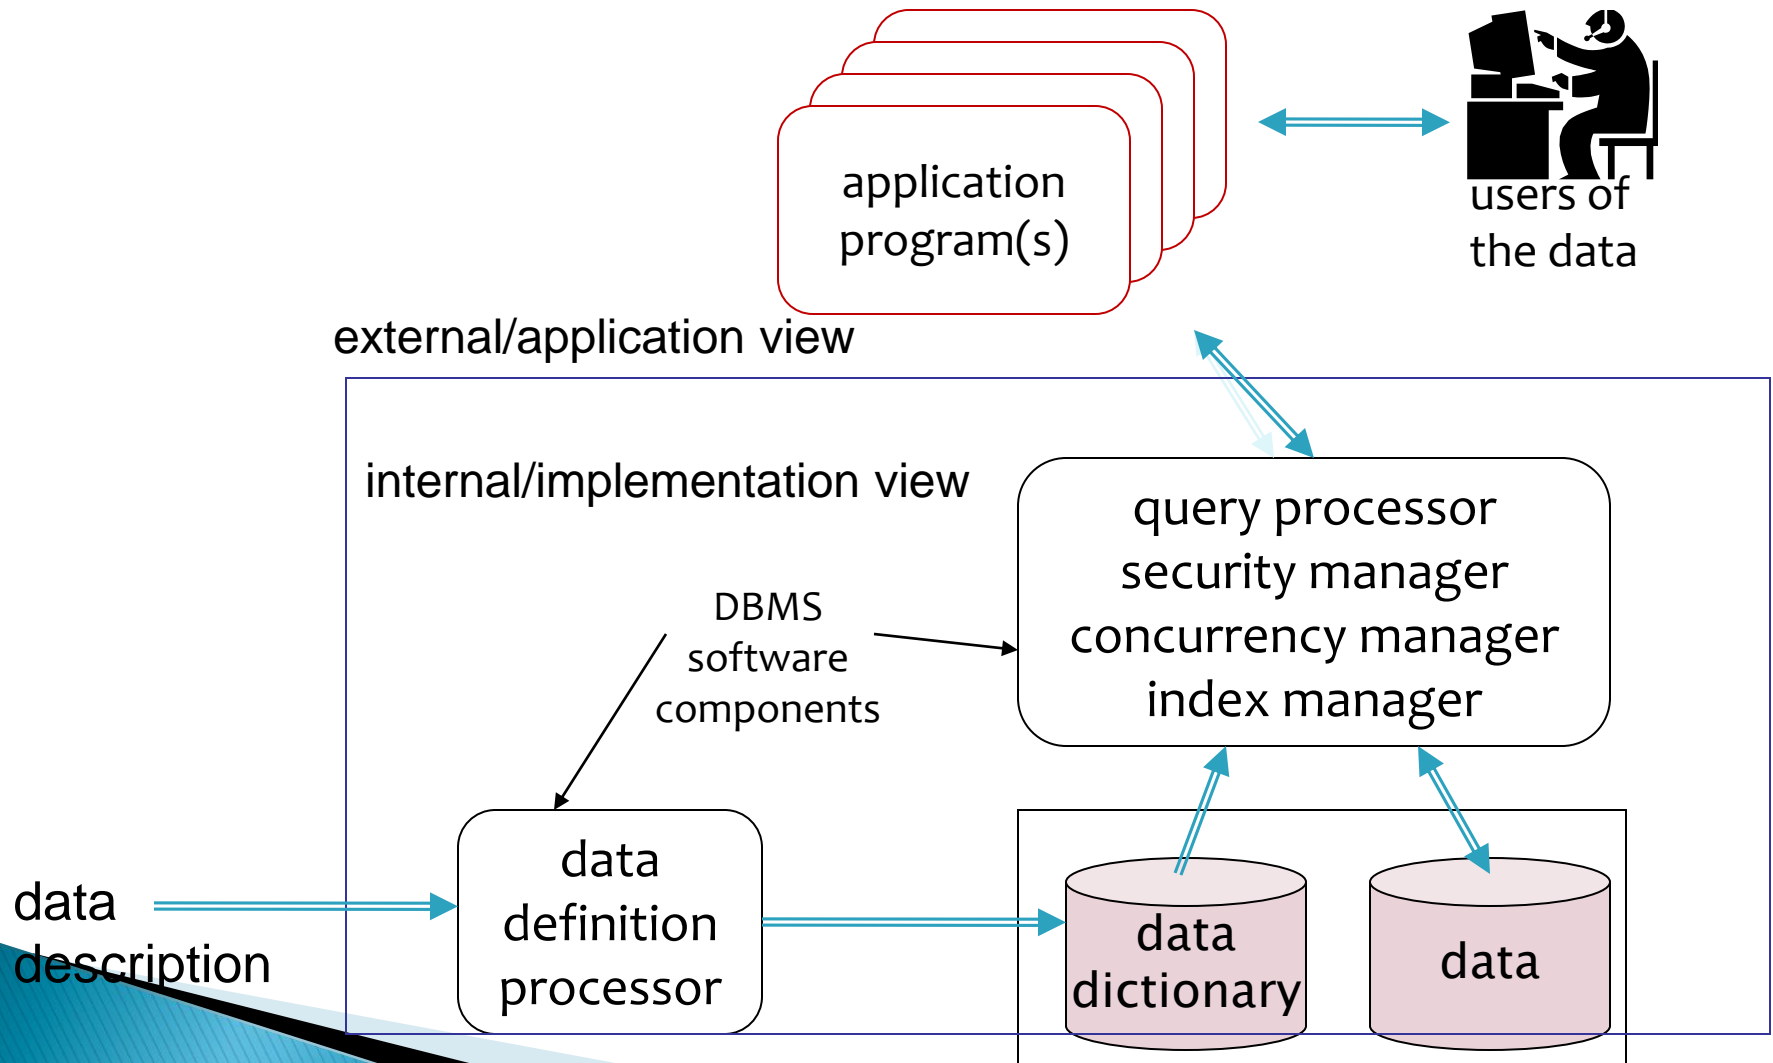 application
program(s)
users of
the data
external/application view
internal/implementation view
query processor
security manager
concurrency manager
index manager
DBMS
software
components
data
definition
processor
data
description
data
dictionary
data